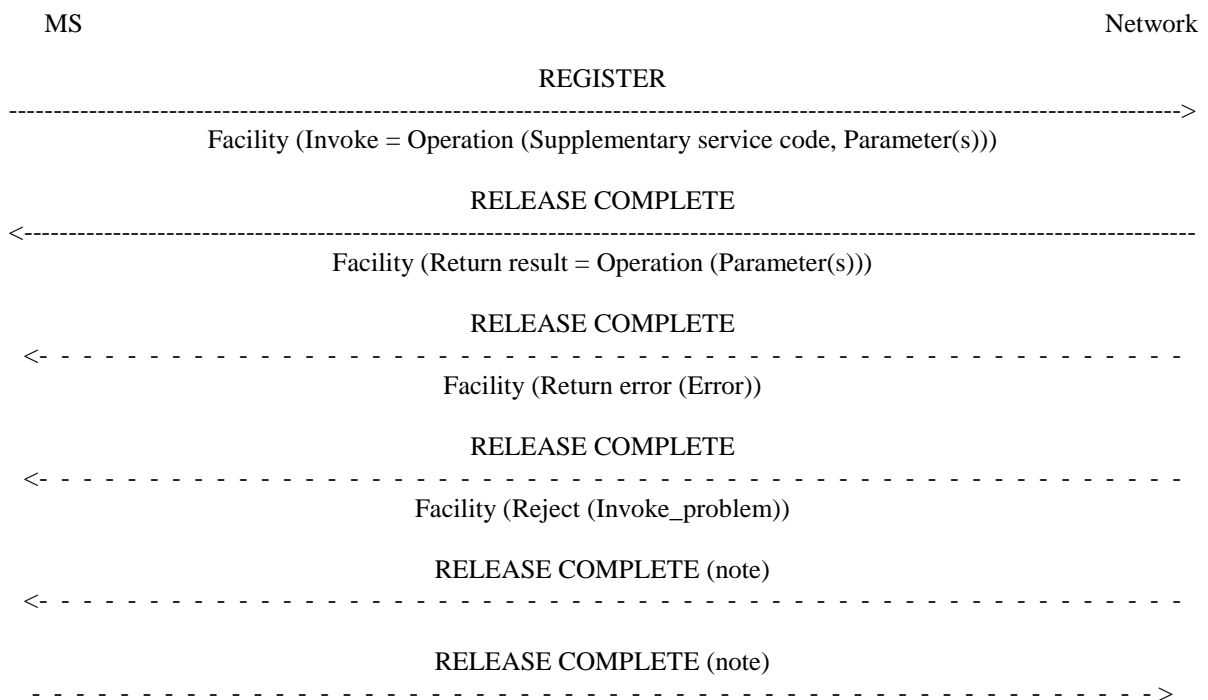 MS Network
REGISTER
Facility (Invoke = Operation (Supplementary service code, Parameter(s)))
RELEASE COMPLETE
Facility (Return result = Operation (Parameter(s)))
RELEASE COMPLETE
Facility (Return error (Error))
RELEASE COMPLETE
Facility (Reject (Invoke_problem))
RELEASE COMPLETE (note)
RELEASE COMPLETE (note)